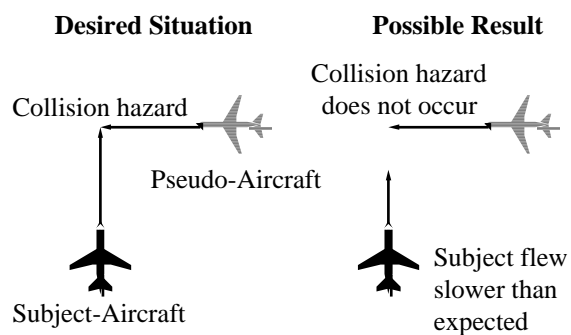 Desired Situation
Collision hazard
Pseudo-Aircraft
Subject-Aircraft
Possible Result
Collision hazard
does not occur
Subject flew
slower than
expected